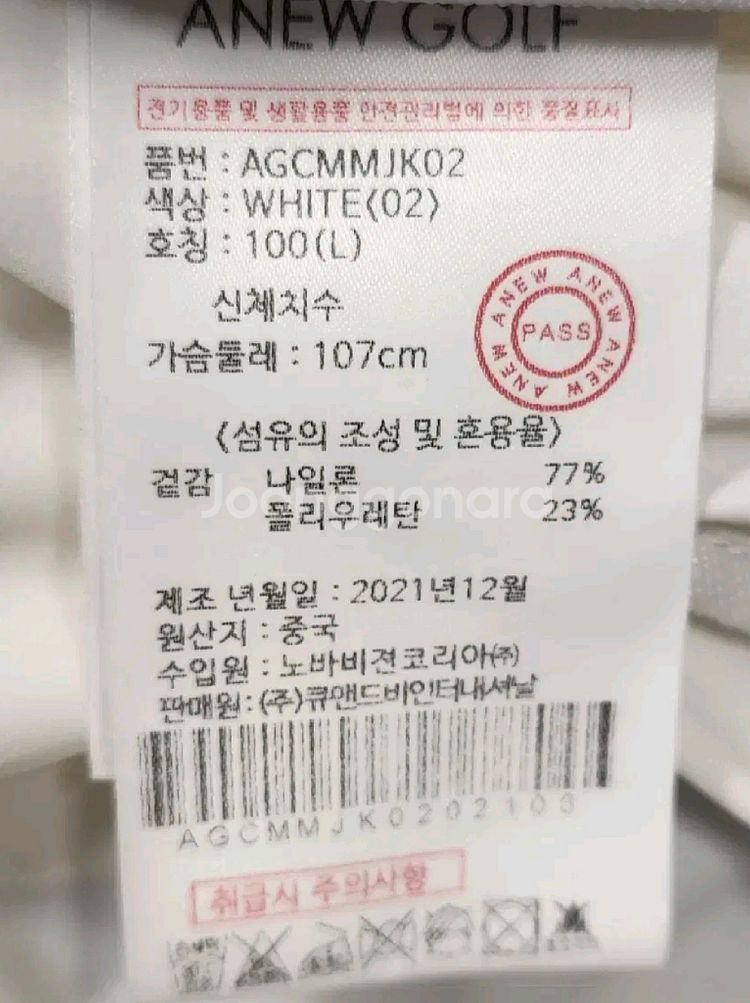 ANEW GOLF
전기용품 및 생활용품 안전관리법에 의한 품질표시
품번 : AGCMMJK02
색상 : WHITE(02)
호칭 : 100(L)
신체치수
가슴둘레 : 107cm
ANEW ANEW ANEW ANEW
PASS
<섬유의 조성 및 혼용율>
겉감 나일론 77%
폴리우레탄 23%
제조 년월일 : 2021년12월
원산지 : 중국
수입원 : 노바비젼코리아㈜
판매원 : (주)큐앤드비인터내셔날
AGCMMJK0202100
취급시 주의사항